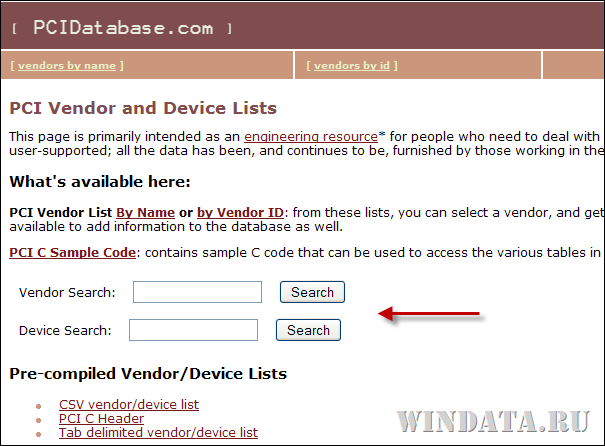 [ PCIDatabase.com ]
[ vendors by name ] [ vendors by id ]
PCI Vendor and Device Lists
This page is primarily intended as an engineering resource* for people who need to deal with
user-supported; all the data has been, and continues to be, furnished by those working in the
What's available here:
PCI Vendor List By Name or by Vendor ID: from these lists, you can select a vendor, and get
available to add information to the database as well.
PCI C Sample Code: contains sample C code that can be used to access the various tables in
Vendor Search: Search
Device Search: Search
Pre-compiled Vendor/Device Lists
CSV vendor/device list
PCI C Header
Tab delimited vendor/device list
WINDATA.RU